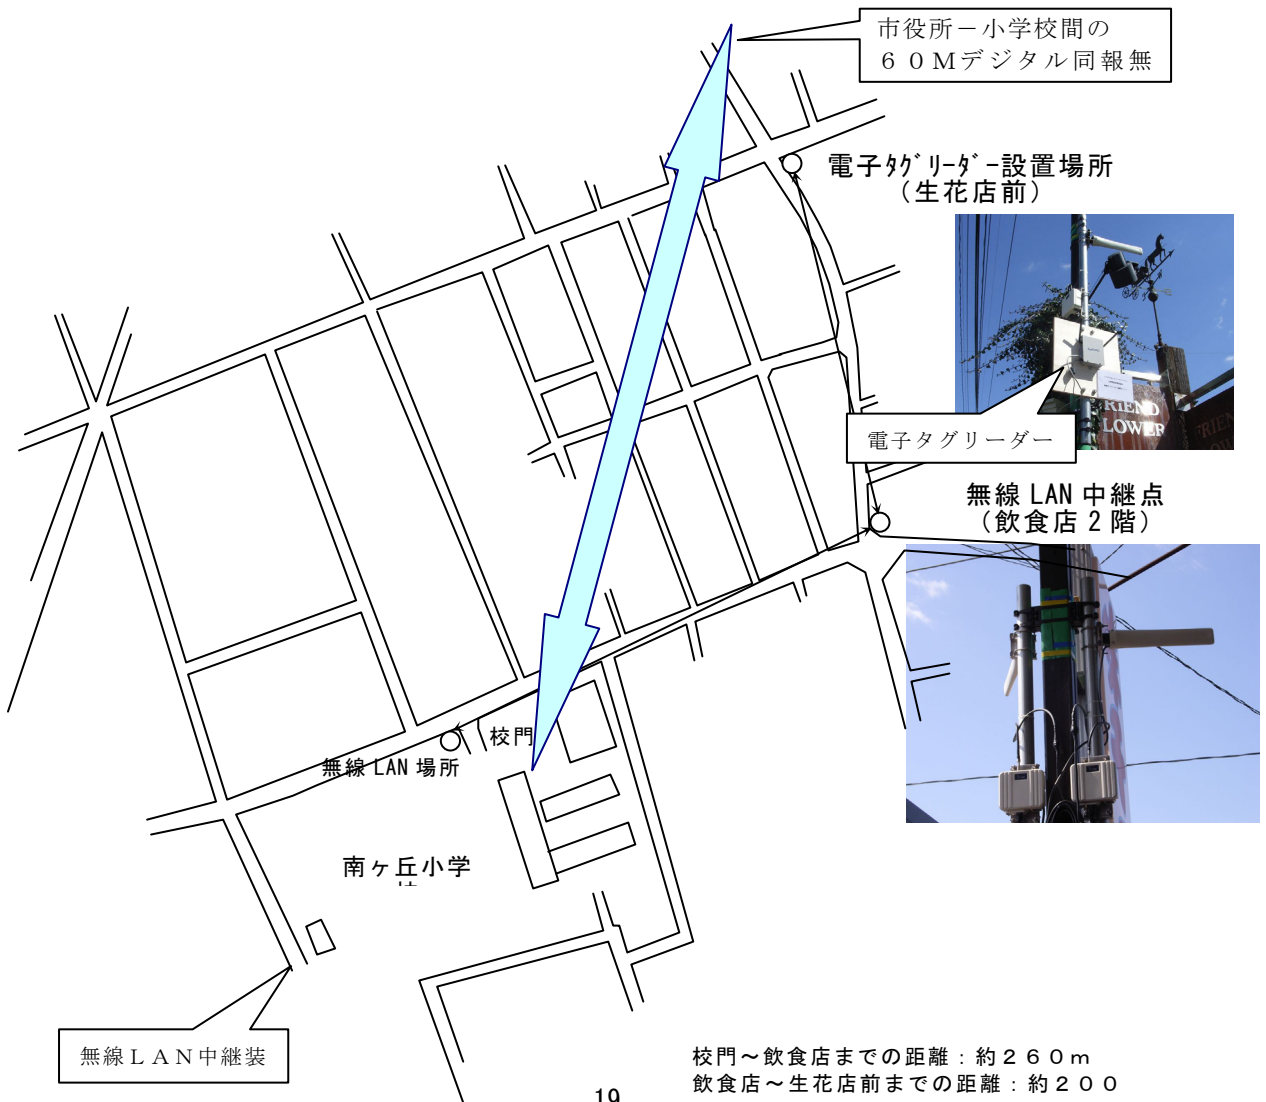 市役所－小学校間の
６０Ｍデジタル同報無
電子ﾀｸﾞﾘｰﾀﾞｰ設置場所
（生花店前）
RIEND
LOWER
電子タグリーダー
無線 LAN 中継点
（飲食店２階）
校門
無線 LAN 場所
南ヶ丘小学
無線ＬＡＮ中継装
校門～飲食店までの距離：約２６０ｍ
飲食店～生花店前までの距離：約２００
19